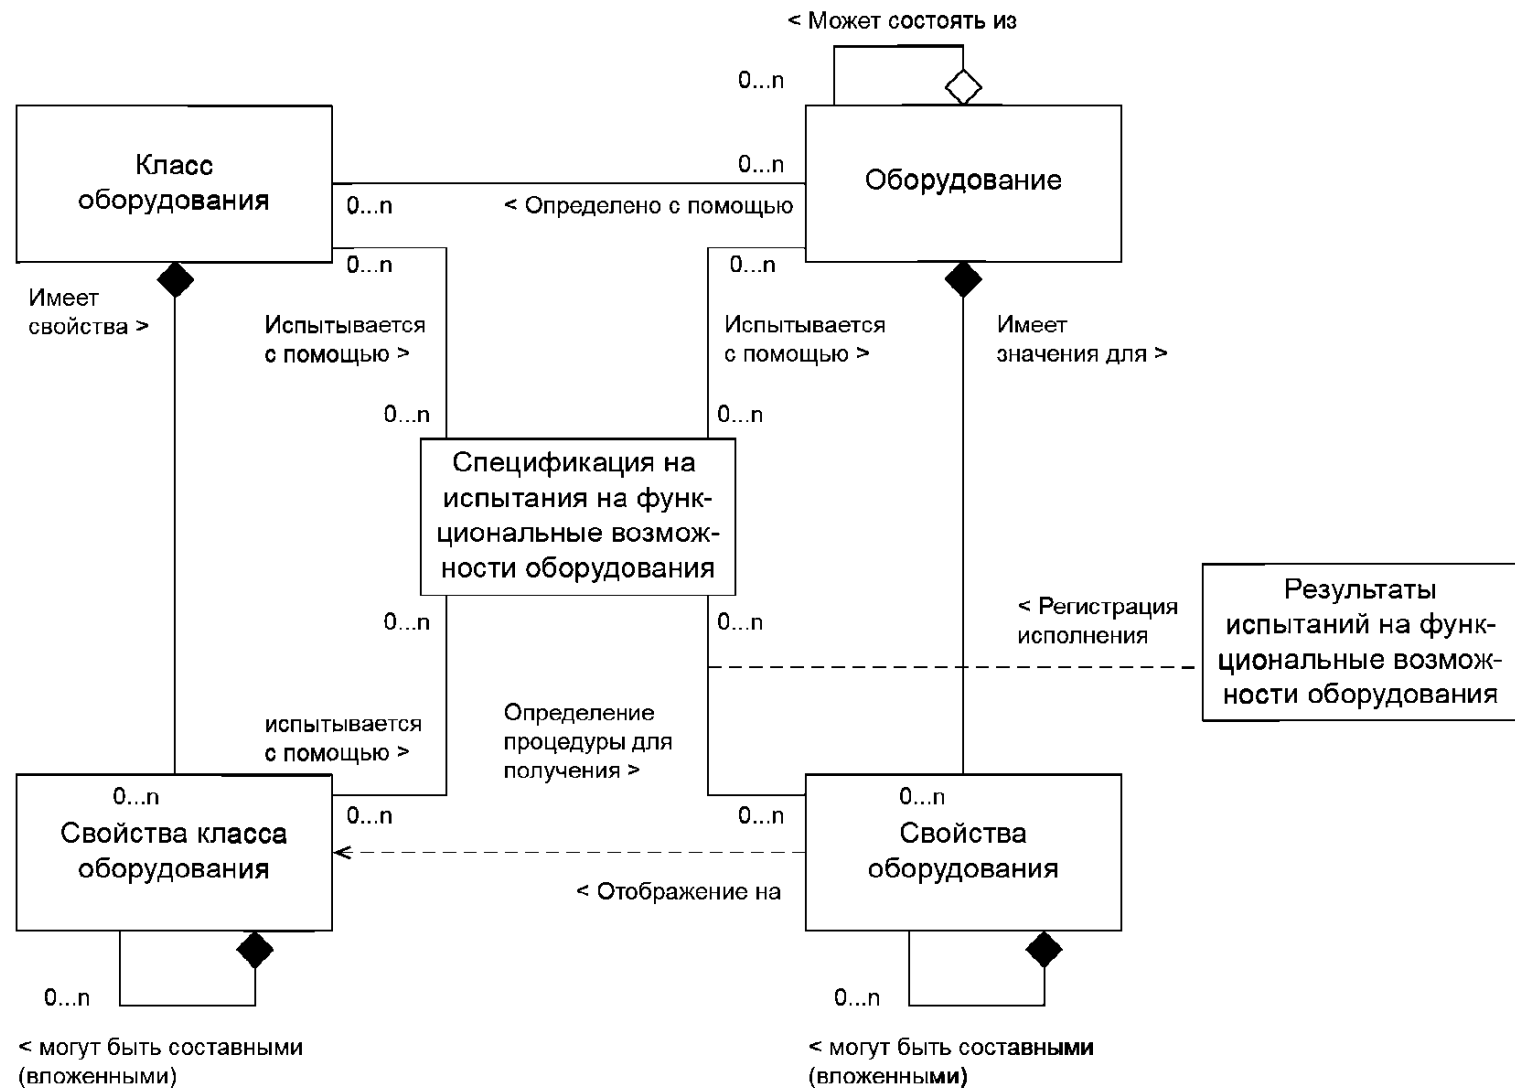 < Может состоять из
0...n
Класс
оборудования
0...n
Оборудование
0...n
< Определено с помощью
0...n
0...n
Имеет
свойства >
Испытывается
с помощью >
Испытывается
с помощью >
Имеет
значения для >
0...n
0...n
Спецификация на
испытания на функ-
циональные возмож-
ности оборудования
0...n
0...n
< Регистрация
исполнения
Результаты
испытаний на функ-
циональные возмож-
ности оборудования
испытывается
с помощью >
Определение
процедуры для
получения >
0...n
Свойства класса
оборудования
0...n
0...n
0...n
Свойства
оборудования
< Отображение на
0...n
0...n
< могут быть составными
(вложенными)
< могут быть составными
(вложенными)